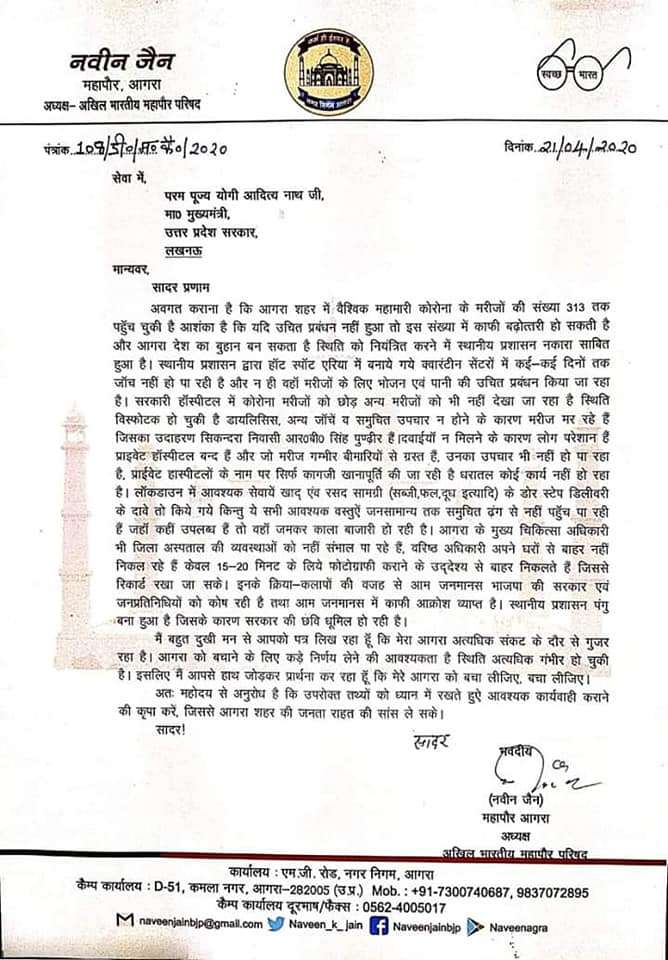 नवीन जैन
महापौर, आगरा
अध्यक्ष- अखिल भारतीय महापौर परिषद
स्वच्छ भारत
पत्रांक 108/डी०/म०कै०/2020
दिनांक 21/04/2020
सेवा में,
परम पूज्य योगी आदित्य नाथ जी,
मा0 मुख्यमंत्री,
उत्तर प्रदेश सरकार,
लखनऊ
मान्यवर,
सादर प्रणाम
अवगत कराना है कि आगरा शहर में वैश्विक महामारी कोरोना के मरीजों की संख्या 313 तक
पहुँच चुकी है आशंका है कि यदि उचित प्रबंधन नहीं हुआ तो इस संख्या में काफी बढ़ोत्तरी हो सकती है
और आगरा देश का बुहान बन सकता है स्थिति को नियंत्रित करने में स्थानीय प्रशासन नकारा साबित
हुआ है। स्थानीय प्रशासन द्वारा हॉट स्पॉट एरिया में बनाये गये क्वारंटीन सेंटरों में कई-कई दिनों तक
जाँच नहीं हो पा रही है और न ही वहाँ मरीजों के लिए भोजन एवं पानी की उचित प्रबंधन किया जा रहा
है। सरकारी हॉस्पीटल में कोरोना मरीजों को छोड़ अन्य मरीजों को भी नहीं देखा जा रहा है स्थिति
विस्फोटक हो चुकी है डायलिसिस, अन्य जाँचें व समुचित उपचार न होने के कारण मरीज मर रहे हैं
जिसका उदाहरण सिकन्दरा निवासी आर0बी0 सिंह पुण्ढ़ीर हैं।दवाईयाँ न मिलने के कारण लोग परेशान हैं
प्राइवेट हॉस्पीटल बन्द हैं और जो मरीज गम्भीर बीमारियों से ग्रस्त हैं, उनका उपचार भी नहीं हो पा रहा
है, प्राईवेट हास्पीटलों के नाम पर सिर्फ कागजी खानापूर्ति की जा रही है धरातल कोई कार्य नहीं हो रहा
है। लॉकडाउन में आवश्यक सेवायें खाद् एंव रसद सामग्री (सब्जी,फल,दूध इत्यादि) के डोर स्टेप डिलीवरी
के दावे तो किये गये किन्तु ये सभी आवश्यक वस्तुऐं जनसामान्य तक समुचित ढ़ंग से नहीं पहुँच पा रही
हैं जहाँ कहीं उपलब्ध हैं तो वहाँ जमकर काला बाजारी हो रही है। आगरा के मुख्य चिकित्सा अधिकारी
भी जिला अस्पताल की व्यवस्थाओं को नहीं संभाल पा रहे हैं, वरिष्ठ अधिकारी अपने घरों से बाहर नहीं
निकल रहे हैं केवल 15-20 मिनट के लिये फोटोग्राफी कराने के उद्देश्य से बाहर निकलते हैं जिससे
रिकार्ड रखा जा सके। इनके क्रिया-कलापों की वजह से आम जनमानस भाजपा की सरकार एवं
जनप्रतिनिधियों को कोष रही है तथा आम जनमानस में काफी आक्रोश व्याप्त है। स्थानीय प्रशासन पंगु
बना हुआ है जिसके कारण सरकार की छवि धूमिल हो रही है।
मैं बहुत दुखी मन से आपको पत्र लिख रहा हूँ कि मेरा आगरा अत्यधिक संकट के दौर से गुजर
रहा है। आगरा को बचाने के लिए कड़े निर्णय लेने की आवश्यकता है स्थिति अत्यधिक गंभीर हो चुकी
है। इसलिए मैं आपसे हाथ जोड़कर प्रार्थना कर रहा हूँ कि मेरे आगरा को बचा लीजिए, बचा लीजिए।
अतः महोदय से अनुरोध है कि उपरोक्त तथ्यों को ध्यान में रखते हुऐ आवश्यक कार्यवाही कराने
की कृपा करें, जिससे आगरा शहर की जनता राहत की सांस ले सके।
सादर!
सादर
भवदीय
(नवीन जैन)
महापौर आगरा
अध्यक्ष
अखिल भारतीय महापौर परिषद
कार्यालय : एम.जी. रोड, नगर निगम, आगरा
कैम्प कार्यालय : D-51, कमला नगर, आगरा-282005 (उ.प्र.) Mob. : +91-7300740687, 9837072895
कैम्प कार्यालय दूरभाष/फैक्स : 0562-4005017
naveenjainbjp@gmail.com Naveen_k_jain Naveenjainbjp Naveenagra